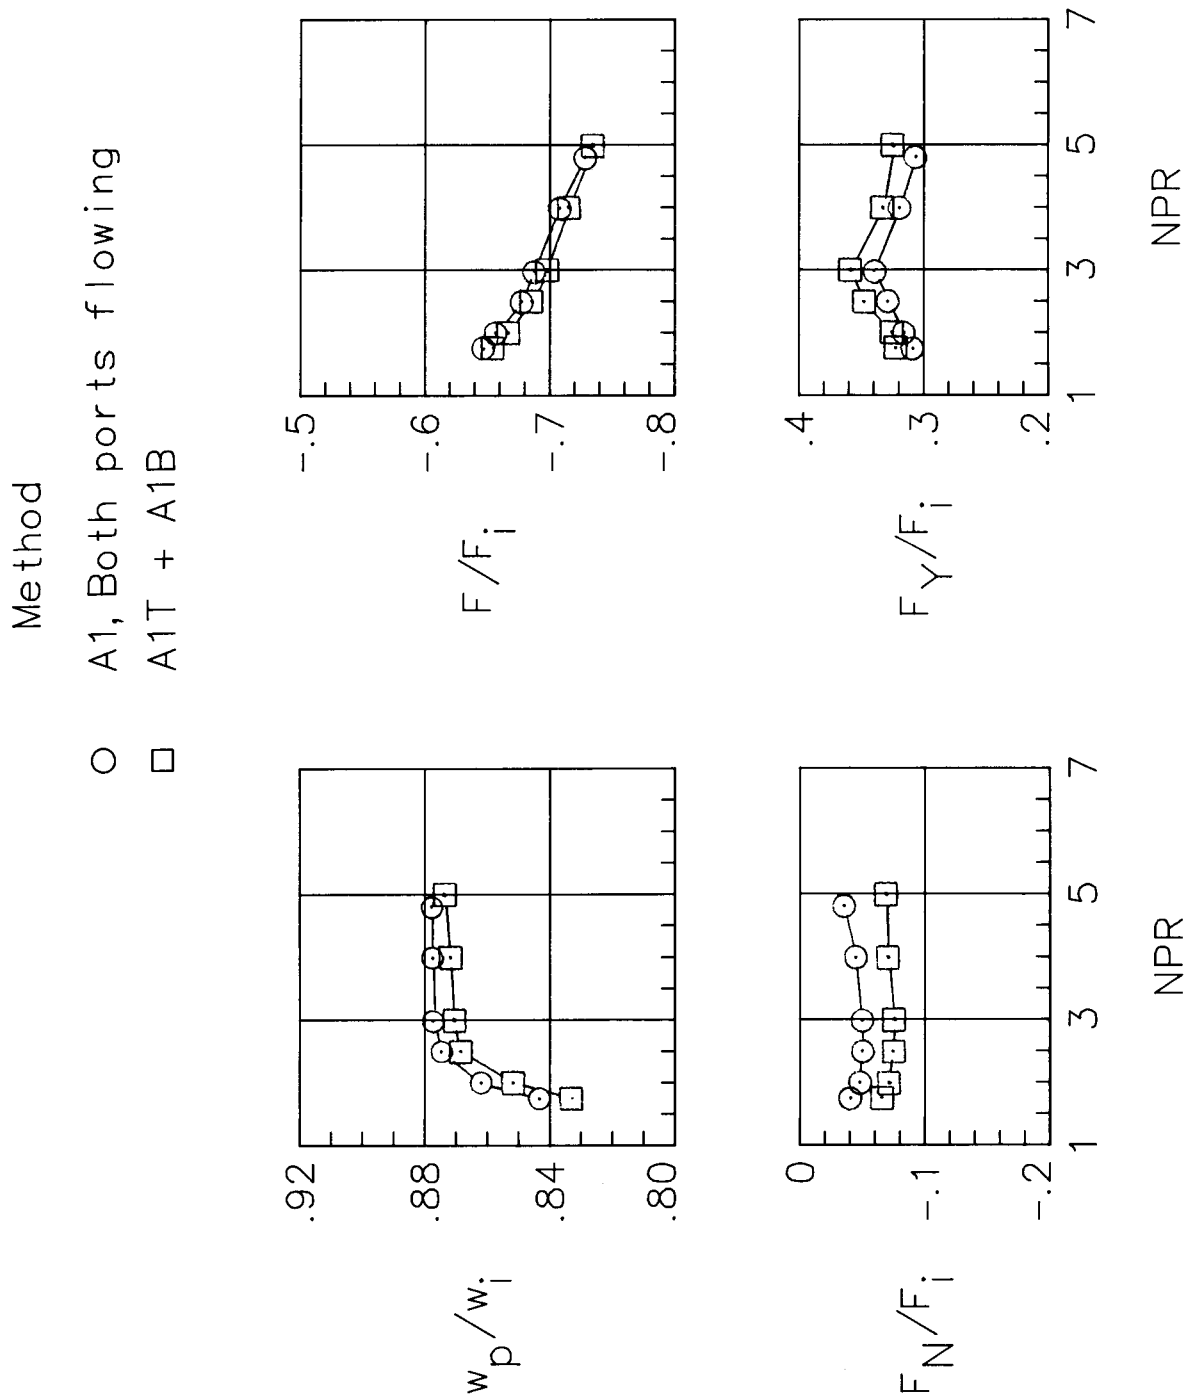 Method
○ A1, Both ports flowing
□ A1T + A1B
w_p/w_i
.92
.88
.84
.80
F/F_i
-.5
-.6
-.7
-.8
F_N/F_i
0
-.1
-.2
1 3 5 7
NPR
F_Y/F_i
.4
.3
.2
1 3 5 7
NPR